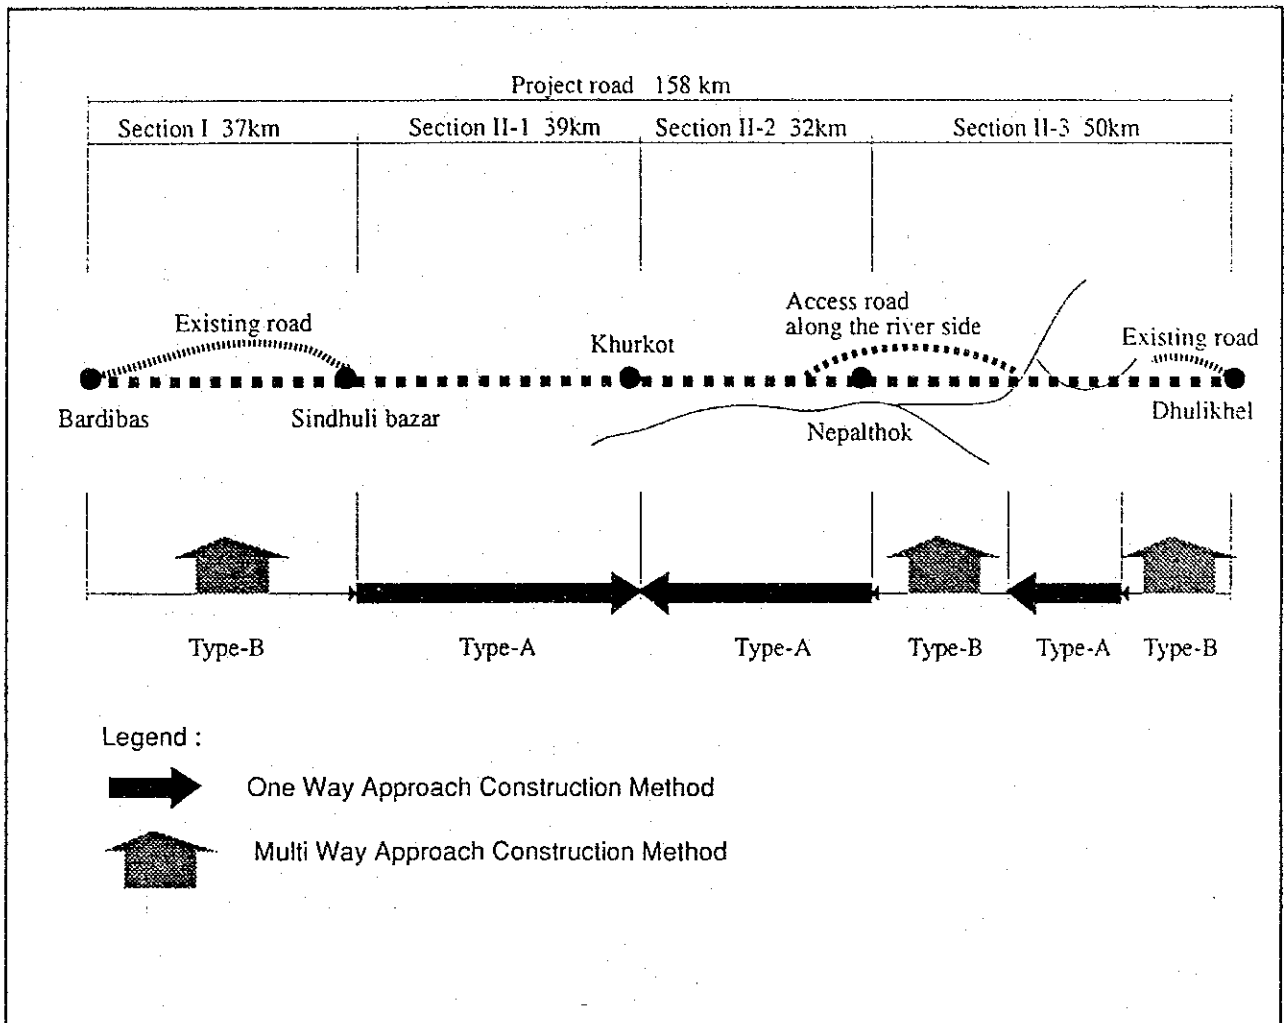 Project road 158 km
Section I 37km
Section II-1 39km
Section II-2 32km
Section II-3 50km
Existing road
Khurkot
Access road
along the river side
Existing road
Bardibas
Sindhuli bazar
Nepalthok
Dhulikhel
Type-B
Type-A
Type-A
Type-B
Type-A
Type-B
Legend :
One Way Approach Construction Method
Multi Way Approach Construction Method